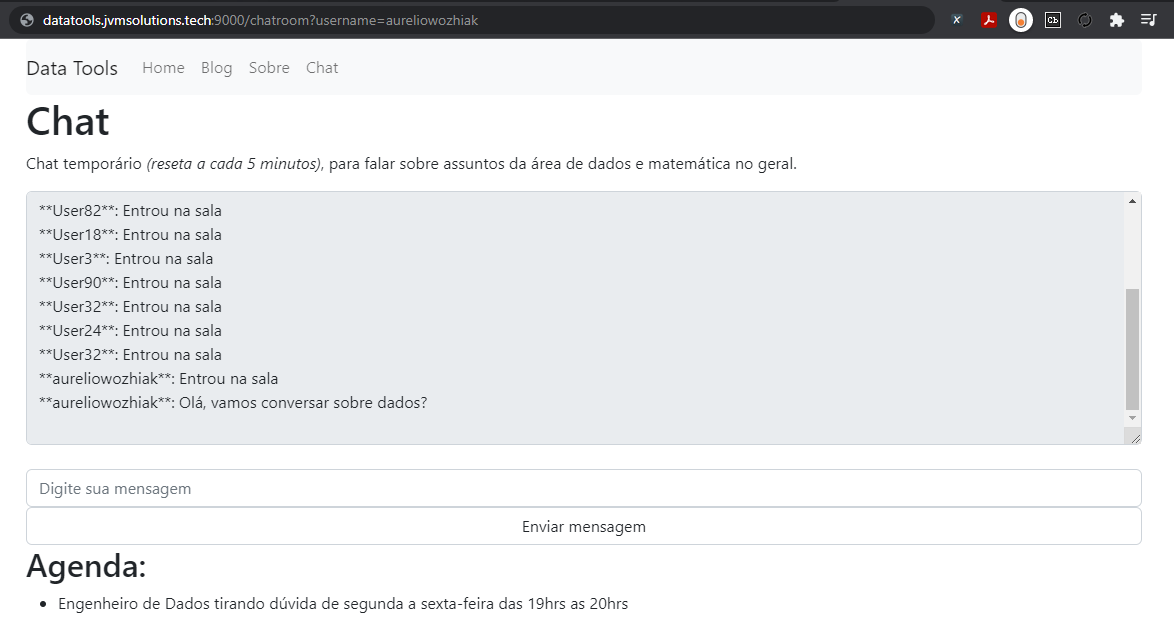 datatools.jvmsolutions.tech:9000/chatroom?username=aureliowozhiak
Data Tools Home Blog Sobre Chat
Chat
Chat temporário (reseta a cada 5 minutos), para falar sobre assuntos da área de dados e matemática no geral.
**User82**: Entrou na sala
**User18**: Entrou na sala
**User3**: Entrou na sala
**User90**: Entrou na sala
**User32**: Entrou na sala
**User24**: Entrou na sala
**User32**: Entrou na sala
**aureliowozhiak**: Entrou na sala
**aureliowozhiak**: Olá, vamos conversar sobre dados?
Digite sua mensagem
Enviar mensagem
Agenda:
• Engenheiro de Dados tirando dúvida de segunda a sexta-feira das 19hrs as 20hrs